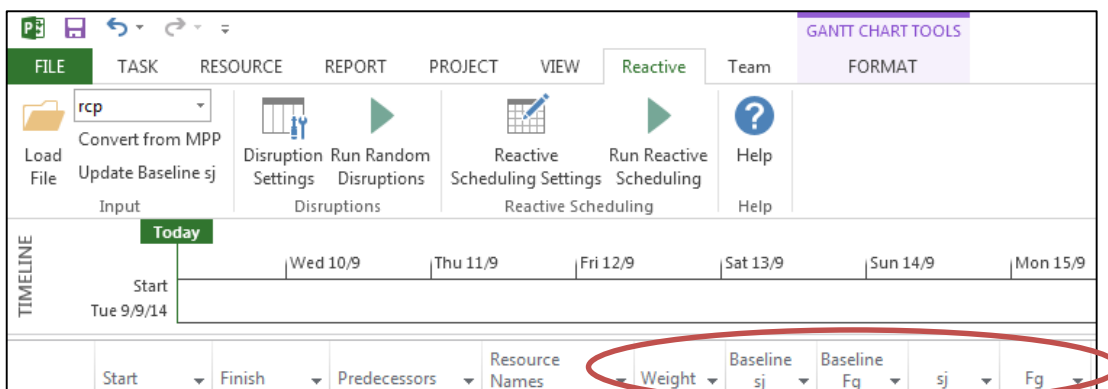 GANTT CHART TOOLS
FILE TASK RESOURCE REPORT PROJECT VIEW Reactive Team FORMAT
rcp
Convert from MPP
Update Baseline sj
Load
File
Input
Disruption
Settings
Run Random
Disruptions
Disruptions
Reactive
Scheduling Settings
Run Reactive
Scheduling
Reactive Scheduling
Help
Help
TIMELINE
Today
Wed 10/9 Thu 11/9 Fri 12/9 Sat 13/9 Sun 14/9 Mon 15/9
Start
Tue 9/9/14
Start Finish Predecessors Resource
Names Weight Baseline
sj Baseline
Fg sj Fg